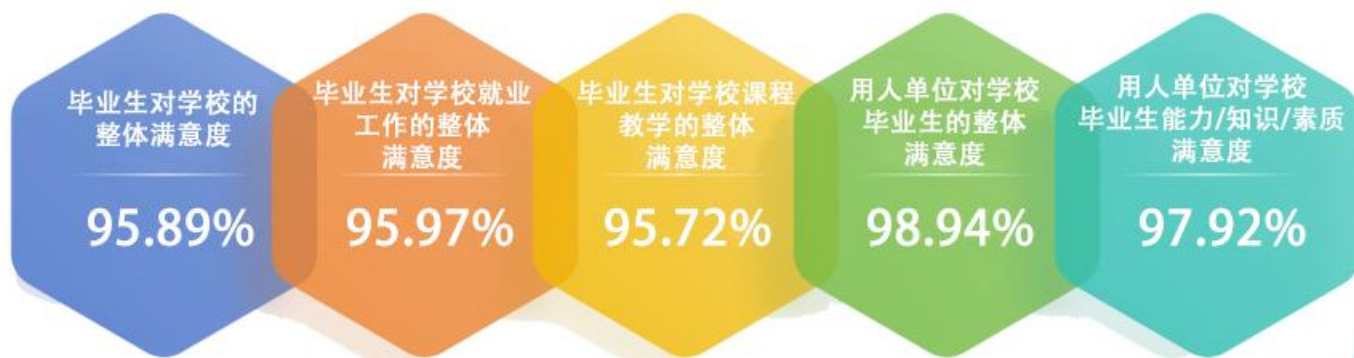 毕业生对学校的
整体满意度
95.89%
毕业生对学校就业
工作的整体
满意度
95.97%
毕业生对学校课程
教学的整体
满意度
95.72%
用人单位对学校
毕业生的整体
满意度
98.94%
用人单位对学校
毕业生能力/知识/素质
满意度
97.92%